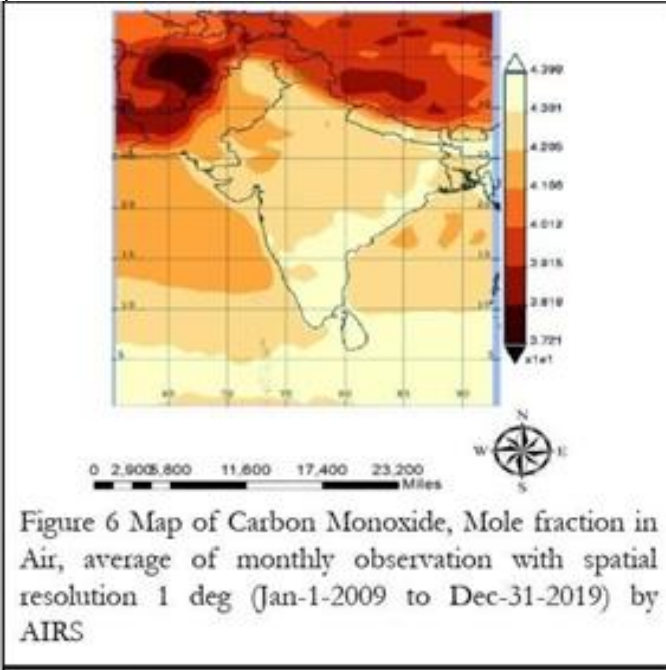 4.390
4.301
4.205
4.108
4.012
3.915
3.818
3.721
x1e1
N
W E
S
0 2,900 5,800 11,600 17,400 23,200
Miles
Figure 6 Map of Carbon Monoxide, Mole fraction in
Air, average of monthly observation with spatial
resolution 1 deg (Jan-1-2009 to Dec-31-2019) by
AIRS